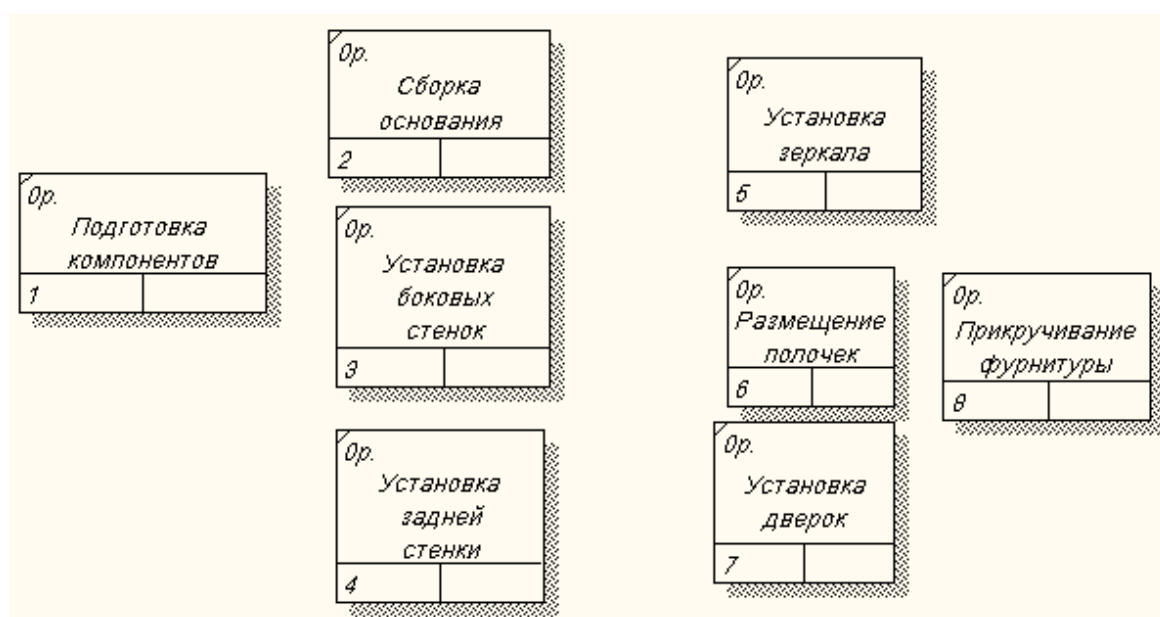 0р.
Подготовка
компонентов
1
0р.
Сборка
основания
2
0р.
Установка
боковых
стенок
3
0р.
Установка
задней
стенки
4
0р.
Установка
зеркала
5
0р.
Размещение
полочек
6
0р.
Установка
дверок
7
0р.
Прикручивание
фурнитуры
8